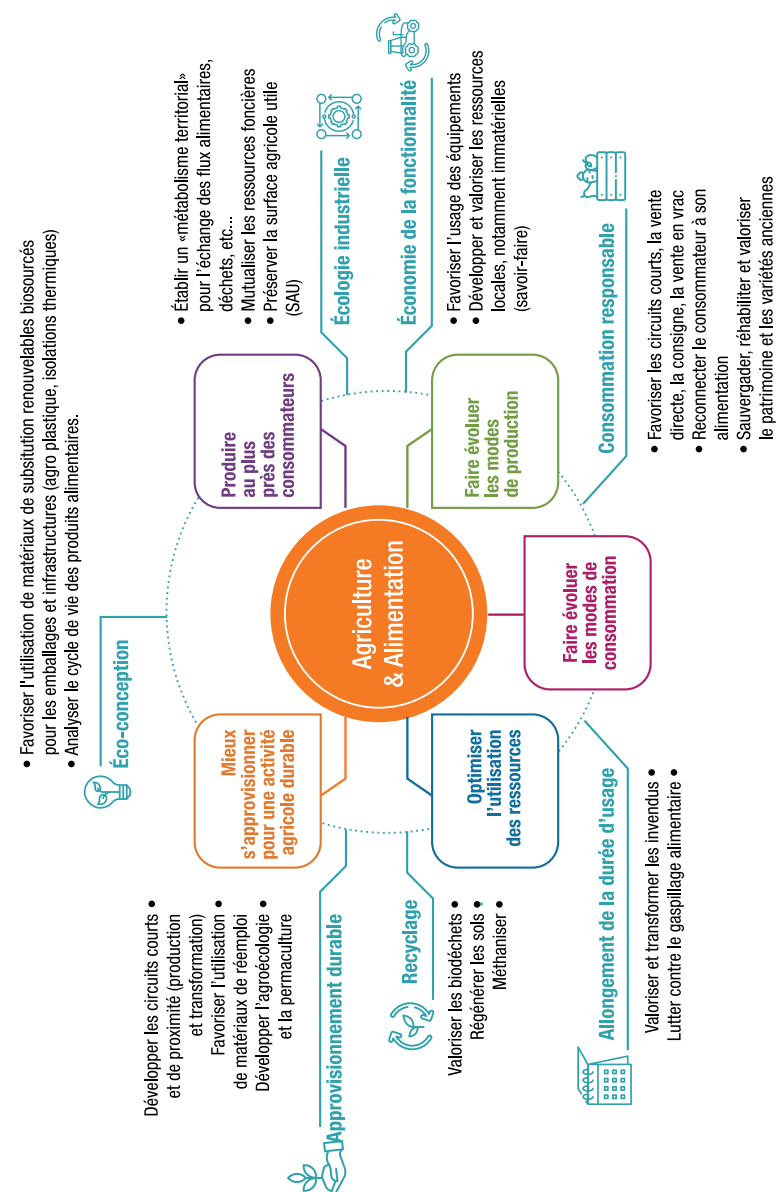 • Favoriser l'utilisation de matériaux de subsitution renouvelables biosourcés
pour les emballages et infrastructures (agro plastique, isolations thermiques)
• Analyser le cycle de vie des produits alimentaires.
Éco-conception
Développer les circuits courts •
et de proximité (production
et transformation)
Favoriser l'utilisation •
de matériaux de réemploi
Développer l'agroécologie •
et la permaculture
Approvisionnement durable
Mieux
s'approvisionner
pour une activité
agricole durable
Produire
au plus
près des
consommateurs
• Établir un «métabolisme territorial»
pour l'échange des flux alimentaires,
déchets, etc...
• Mutualiser les ressources foncières
• Préserver la surface agricole utile
(SAU)
Écologie industrielle
Agriculture
& Alimentation
Recyclage
Valoriser les biodéchets •
Régénérer les sols •
Méthaniser •
Optimiser
l'utilisation
des ressources
Faire évoluer
les modes
de production
Économie de la fonctionnalité
• Favoriser l'usage des équipements
• Développer et valoriser les ressources
locales, notamment immatérielles
(savoir-faire)
Faire évoluer
les modes de
consommation
Allongement de la durée d'usage
Valoriser et transformer les invendus •
Lutter contre le gaspillage alimentaire •
Consommation responsable
• Favoriser les circuits courts, la vente
directe, la consigne, la vente en vrac
• Reconnecter le consommateur à son
alimentation
• Sauvergader, réhabiliter et valoriser
le patrimoine et les variétés anciennes